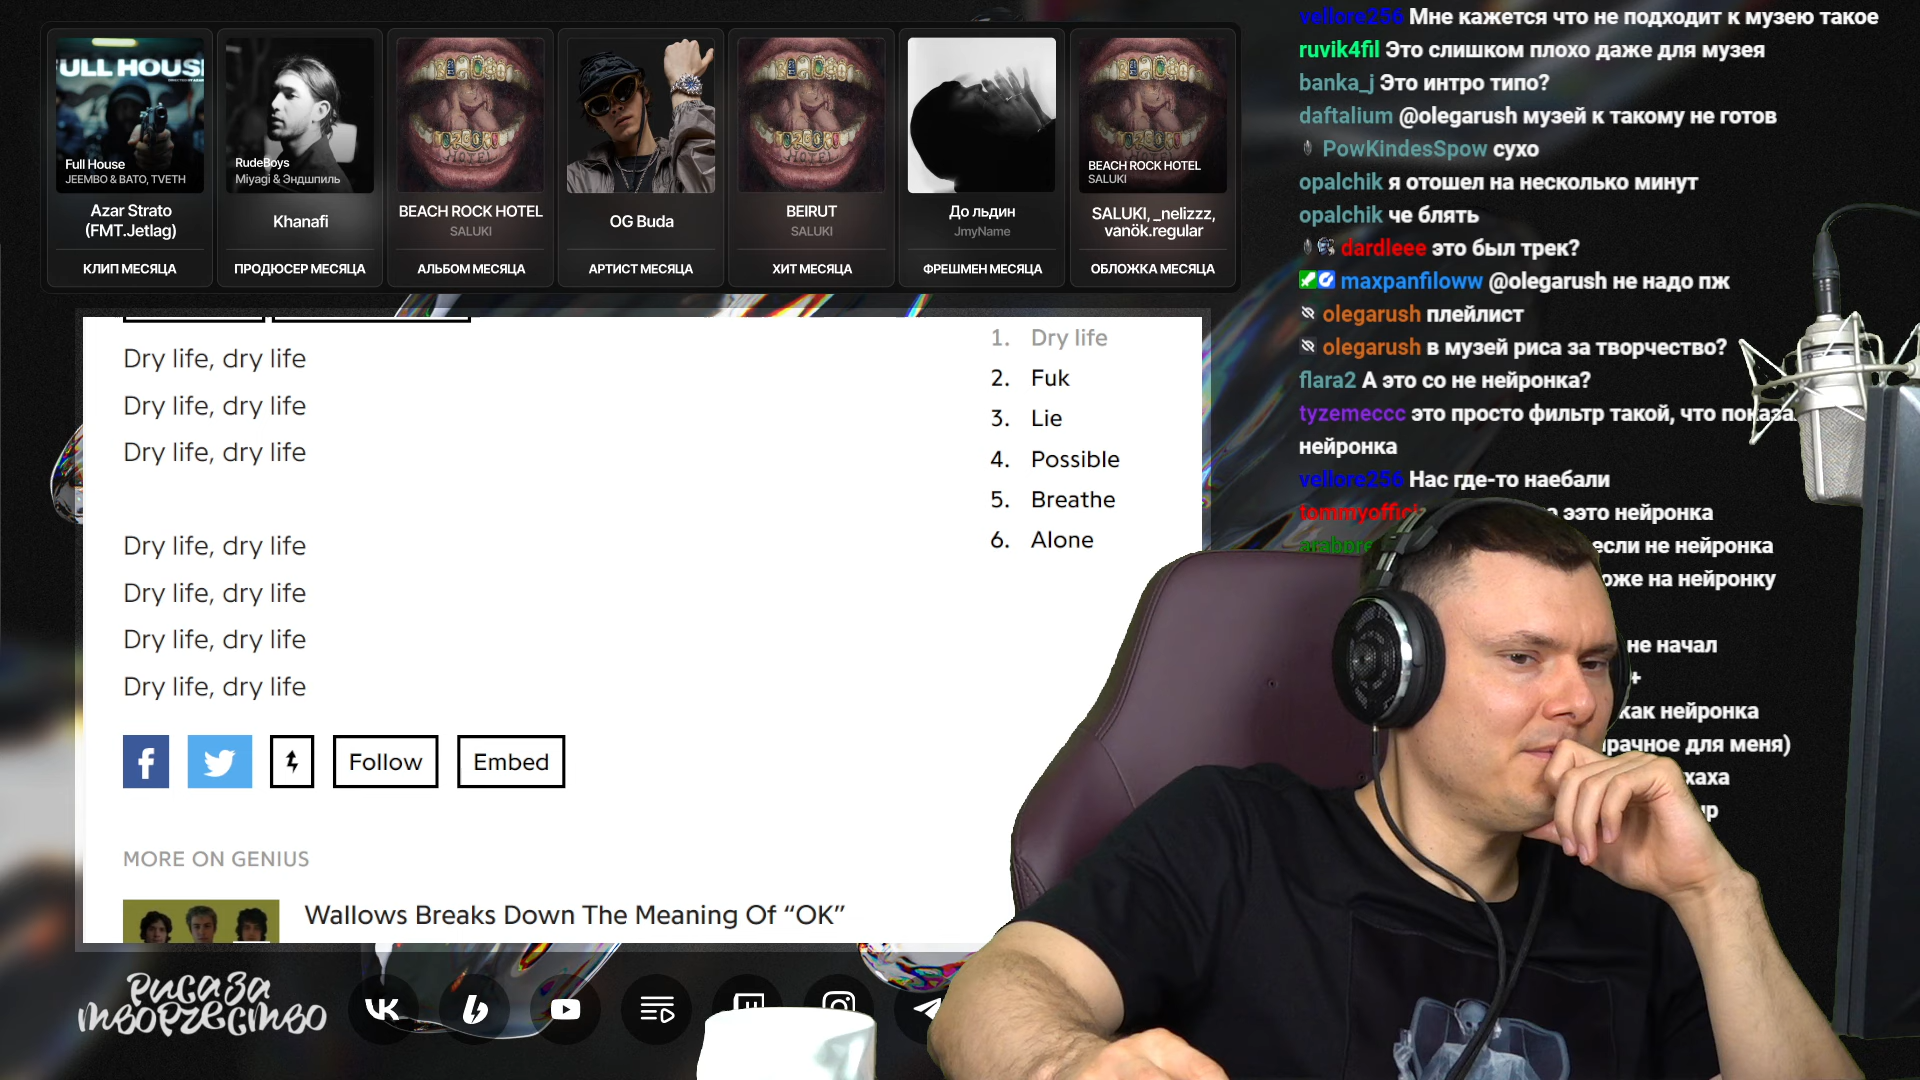 FULL HOUSE
Full House
JEEMBO & BATO, TVETH
Azar Strato
(FMT.Jetlag)
КЛИП МЕСЯЦА
RudeBoys
Miyagi & Эндшпиль
Khanafi
ПРОДЮСЕР МЕСЯЦА
BEACH ROCK HOTEL
SALUKI
АЛЬБОМ МЕСЯЦА
OG Buda
АРТИСТ МЕСЯЦА
BEIRUT
SALUKI
ХИТ МЕСЯЦА
До льдин
JmyName
ФРЕШМЕН МЕСЯЦА
BEACH ROCK HOTEL
SALUKI
SALUKI, _nelizzz,
vanök.regular
ОБЛОЖКА МЕСЯЦА
Dry life, dry life
Dry life, dry life
Dry life, dry life
Dry life, dry life
Dry life, dry life
Dry life, dry life
Dry life, dry life
Follow
Embed
MORE ON GENIUS
Wallows Breaks Down The Meaning Of “OK”
1. Dry life
2. Fuk
3. Lie
4. Possible
5. Breathe
6. Alone
vellore256 Мне кажется что не подходит к музею такое
ruvik4fil Это слишком плохо даже для музея
banka_j Это интро типо?
daftalium @olegarush музей к такому не готов
PowKindesSpow сухо
opalchik я отошел на несколько минут
opalchik че блять
dardleee это был трек?
maxpanfiloww @olegarush не надо пж
olegarush плейлист
olegarush в музей риса за творчество?
flara2 А это со не нейронка?
tyzemeccc это просто фильтр такой, что
нейронка
vellore256 Нас где-то наебали
ээто нейронка
если не нейронка
на нейронку
не начал
+
как нейронка
для меня)
Риса За
творчество